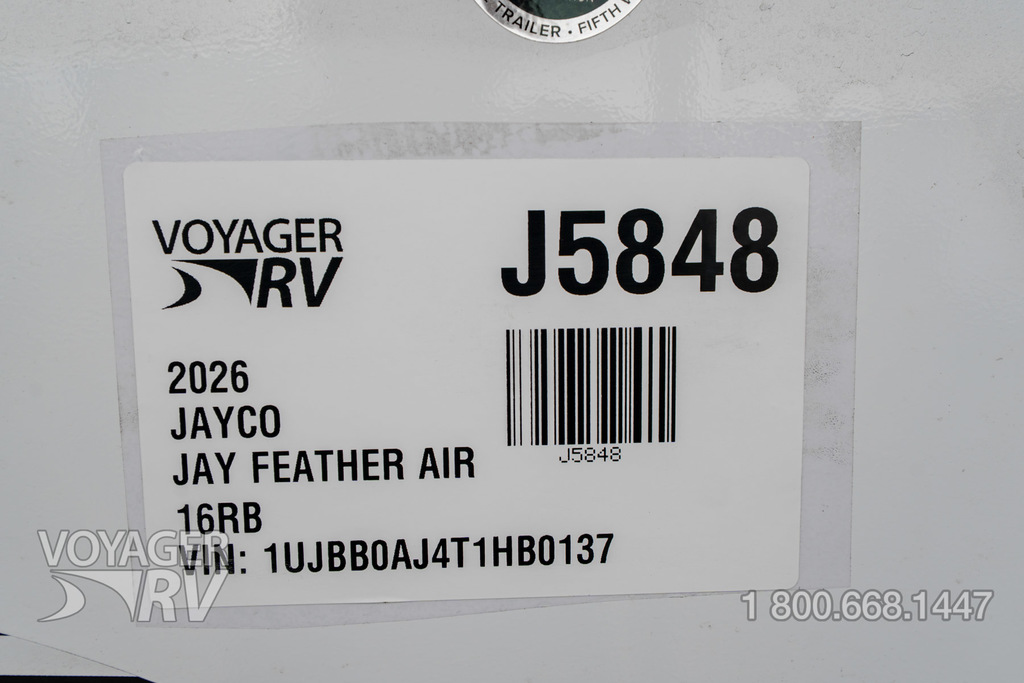 TRAILER • FIFTH
VOYAGER
RV
J5848
J5848
2026
JAYCO
JAY FEATHER AIR
16RB
VIN: 1UJBB0AJ4T1HB0137
VOYAGER
RV
1 800.668.1447